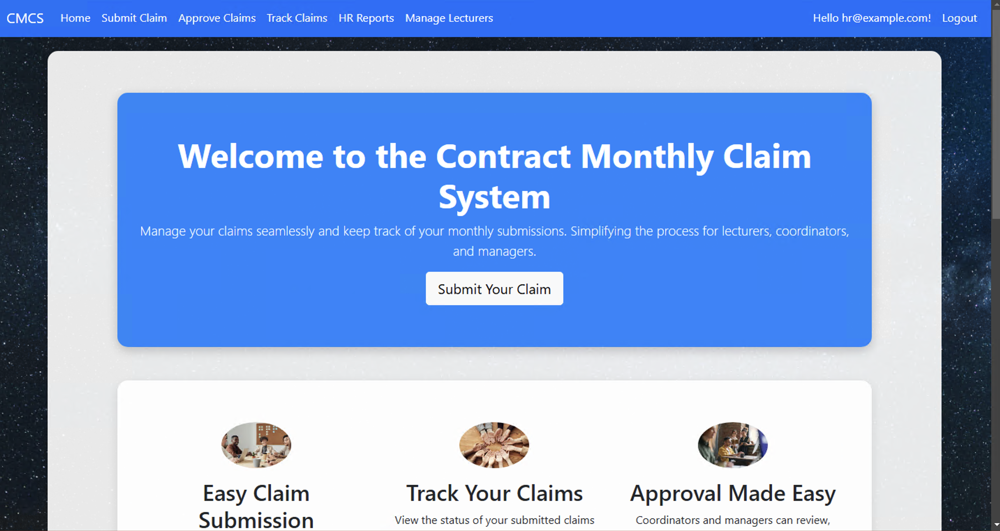 CMCS Home Submit Claim Approve Claims Track Claims HR Reports Manage Lecturers Hello hr@example.com! Logout
Welcome to the Contract Monthly Claim
System
Manage your claims seamlessly and keep track of your monthly submissions. Simplifying the process for lecturers, coordinators,
and managers.
Submit Your Claim
Easy Claim
Submission
Track Your Claims
View the status of your submitted claims
Approval Made Easy
Coordinators and managers can review,